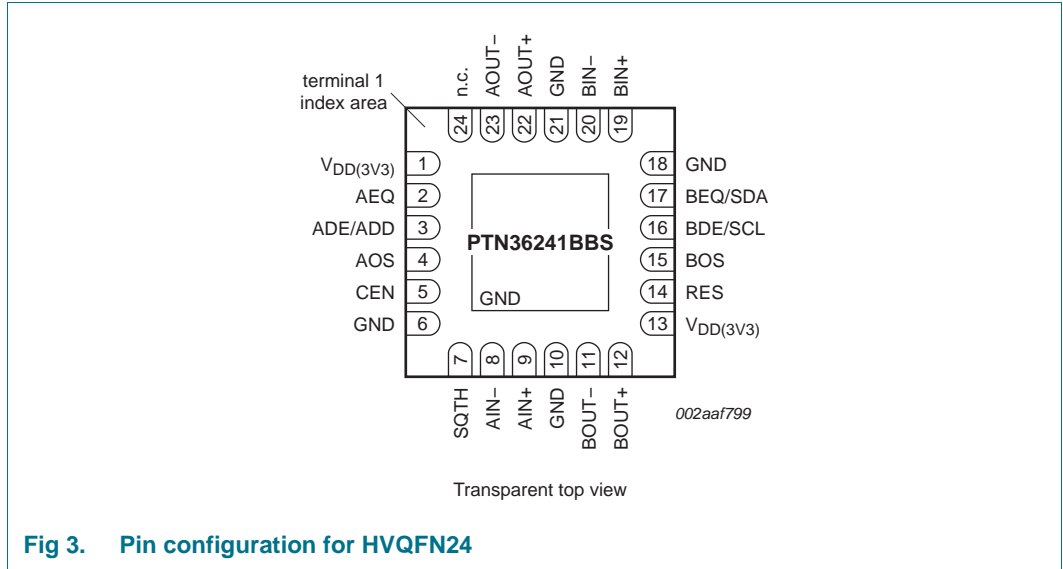 n.c.
AOUT−
AOUT+
GND
BIN−
BIN+
terminal 1
index area
24
23
22
21
20
19
VDD(3V3) 1
AEQ 2
ADE/ADD 3
AOS 4
CEN 5
GND 6
18 GND
17 BEQ/SDA
16 BDE/SCL
15 BOS
14 RES
13 VDD(3V3)
PTN36241BBS
GND
7
8
9
10
11
12
SQTH
AIN−
AIN+
GND
BOUT−
BOUT+
002aaf799
Transparent top view
Fig 3. Pin configuration for HVQFN24